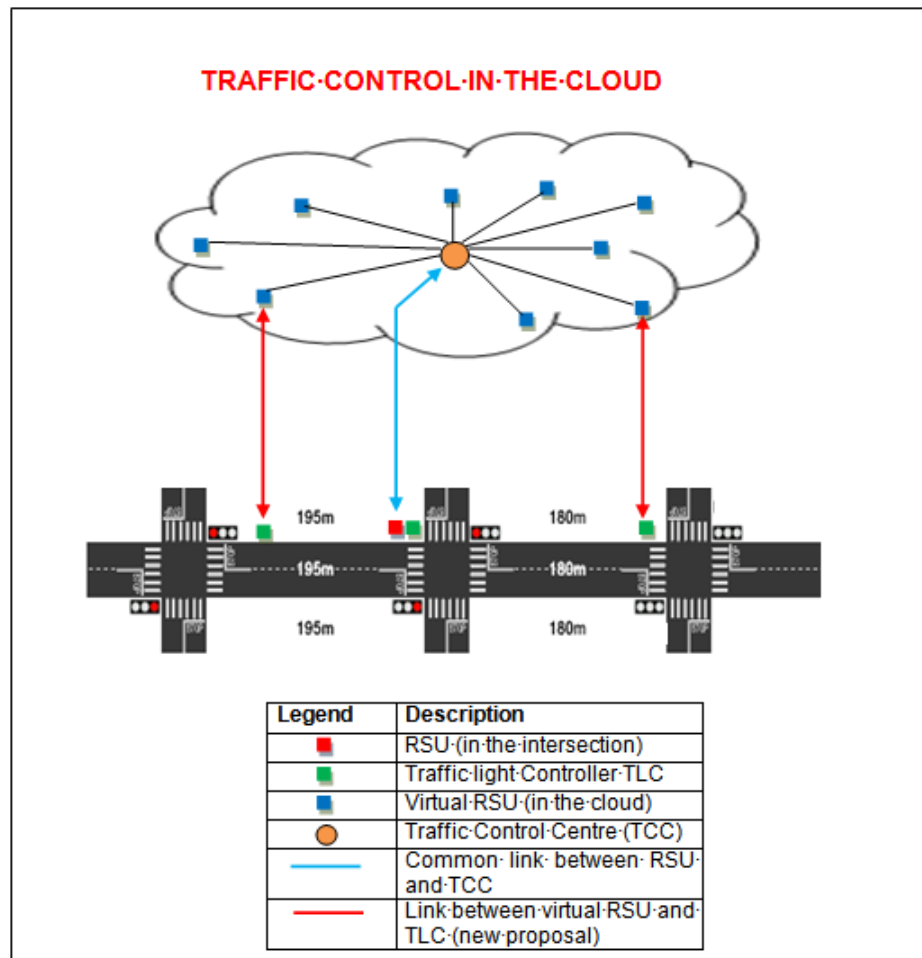 TRAFFIC·CONTROL·IN·THE·CLOUD
195m
180m
195m
180m
195m
180m
Legend
Description
RSU·(in·the·intersection)
Traffic·light·Controller·TLC
Virtual·RSU·(in·the·cloud)
Traffic·Control·Centre·(TCC)
Common· link· between· RSU·
and·TCC
Link·between·virtual·RSU·and·
TLC·(new·proposal)